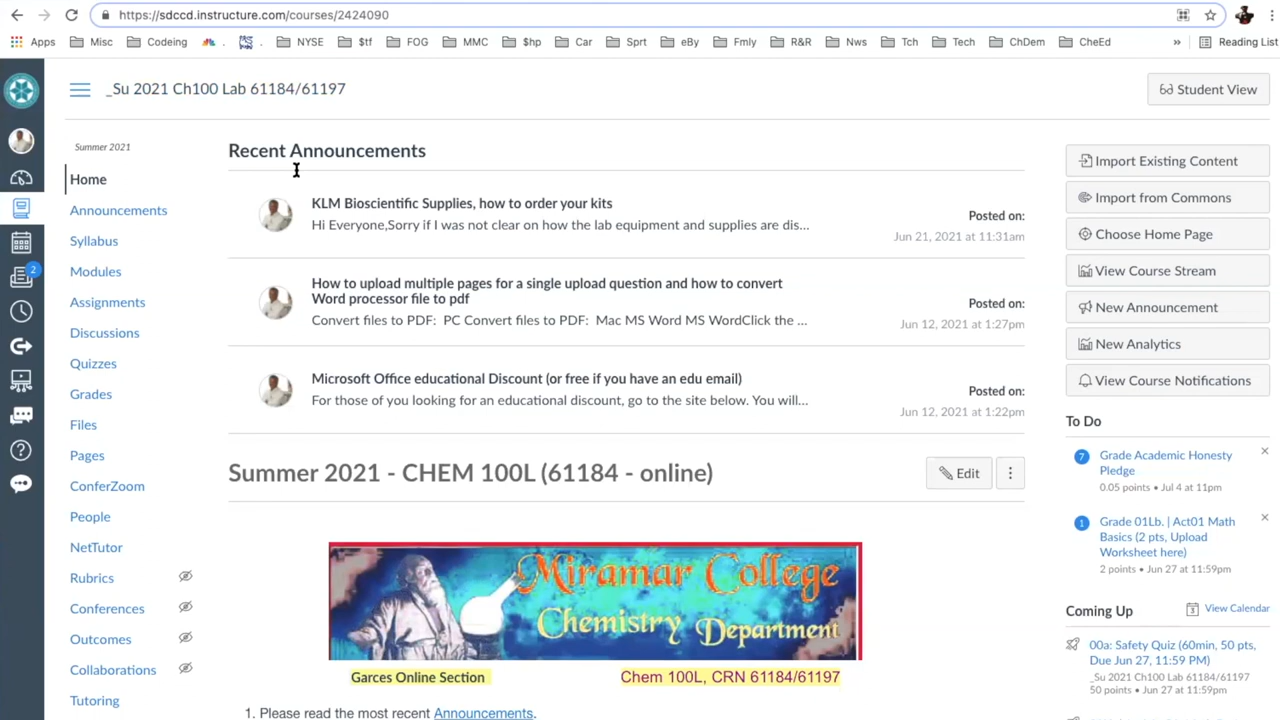 https://sdccd.instructure.com/courses/2424090
Apps Misc Codeing . . NYSE $tf FOG MMC $hp Car Sprt eBy Fmly R&R Nws Tch Tech ChDem CheEd » Reading List
_Su 2021 Ch100 Lab 61184/61197
Student View
Summer 2021
Home
Announcements
Syllabus
Modules
Assignments
Discussions
Quizzes
Grades
Files
Pages
ConferZoom
People
NetTutor
Rubrics
Conferences
Outcomes
Collaborations
Tutoring
2
Recent Announcements
KLM Bioscientific Supplies, how to order your kits
Hi Everyone,Sorry if I was not clear on how the lab equipment and supplies are dis...
Posted on:
Jun 21, 2021 at 11:31am
How to upload multiple pages for a single upload question and how to convert
Word processor file to pdf
Convert files to PDF: PC Convert files to PDF: Mac MS Word MS WordClick the ...
Posted on:
Jun 12, 2021 at 1:27pm
Microsoft Office educational Discount (or free if you have an edu email)
For those of you looking for an educational discount, go to the site below. You will...
Posted on:
Jun 12, 2021 at 1:22pm
Summer 2021 - CHEM 100L (61184 - online)
Edit
Miramar College
Chemistry Department
Garces Online Section
Chem 100L, CRN 61184/61197
1. Please read the most recent Announcements.
Import Existing Content
Import from Commons
Choose Home Page
View Course Stream
New Announcement
New Analytics
View Course Notifications
To Do
7
Grade Academic Honesty
Pledge
0.05 points • Jul 4 at 11pm
1
Grade 01Lb. | Act01 Math
Basics (2 pts, Upload
Worksheet here)
2 points • Jun 27 at 11:59pm
Coming Up
3 View Calendar
00a: Safety Quiz (60min, 50 pts,
Due Jun 27, 11:59 PM)
_Su 2021 Ch100 Lab 61184/61197
50 points • Jun 27 at 11:59pm